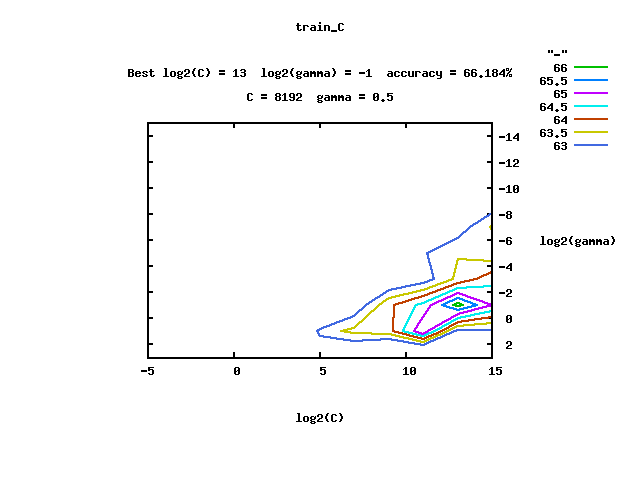 train_C
"_"
Best log2(C) = 13  log2(gamma) = -1  accuracy = 66.184%
C = 8192  gamma = 0.5
66
65.5
65
64.5
64
63.5
63
-14
-12
-10
-8
-6
-4
-2
0
2
log2(gamma)
-5 0 5 10 15
log2(C)